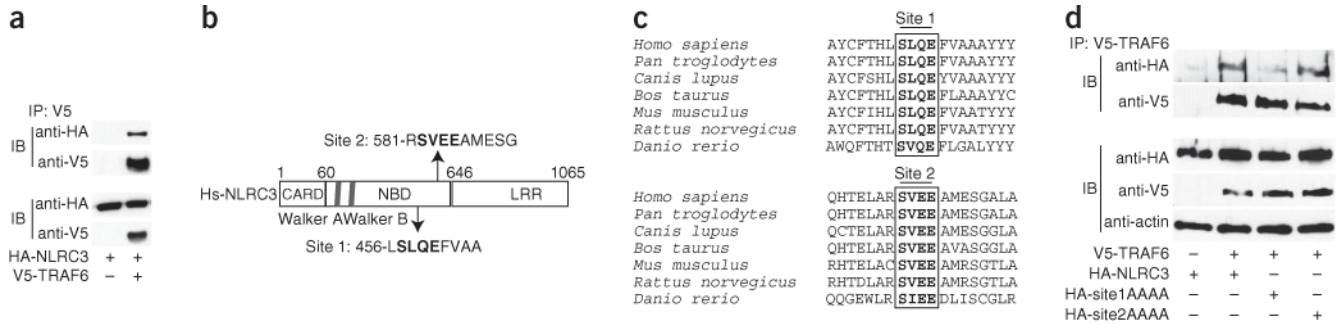 a
IP: V5
IB
anti-HA
anti-V5
IB
anti-HA
anti-V5
HA-NLRC3 + +
V5-TRAF6 – +
b
Site 2: 581-RSVEEAMESG
1 60 646 1065
Hs-NLRC3 CARD NBD LRR
Walker A Walker B
Site 1: 456-LSLQEFVAA
c
Site 1
Homo sapiens AYCFTHLSLQEFVAAAYYY
Pan troglodytes AYCFTHLSLQEFVAAAYYY
Canis lupus AYCFSHLSLQEYVAAAYYY
Bos taurus AYCFTHLSLQEFLAAAYYC
Mus musculus AYCFIHLSLQEFVAATYYY
Rattus norvegicus AYCFTHLSLQEFVAAAYYY
Danio rerio AWQFTHTSVQEFLGALYYY
Site 2
Homo sapiens QHTELARSVEEAMESGALA
Pan troglodytes QHTELARSVEEAMESGALA
Canis lupus QCTELARSVEEAMESGGLA
Bos taurus QHTELARSVEEAVASGGLA
Mus musculus RHTELACSVEEAMRSGTLA
Rattus norvegicus RHTDLARSVEEAMRSGTLA
Danio rerio QQGEWLRSIEEDLISCGLR
d
IP: V5-TRAF6
IB
anti-HA
anti-V5
IB
anti-HA
anti-V5
anti-actin
V5-TRAF6 – + + +
HA-NLRC3 + + – –
HA-site1AAAA – – + –
HA-site2AAAA – – – +